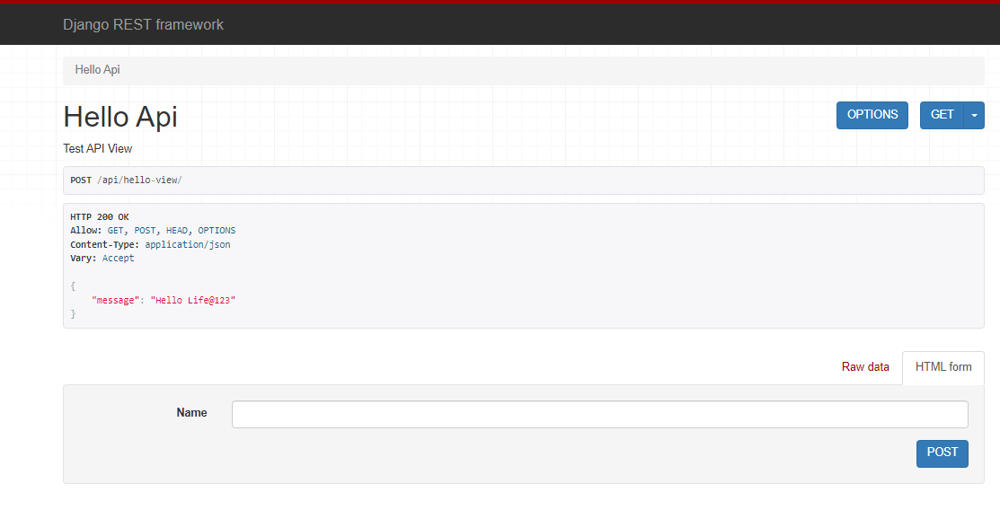 Django REST framework
Hello Api
Hello Api
OPTIONS
GET
Test API View
POST /api/hello-view/
HTTP 200 OK
Allow: GET, POST, HEAD, OPTIONS
Content-Type: application/json
Vary: Accept
{
    "message": "Hello Life@123"
}
Raw data
HTML form
Name
POST